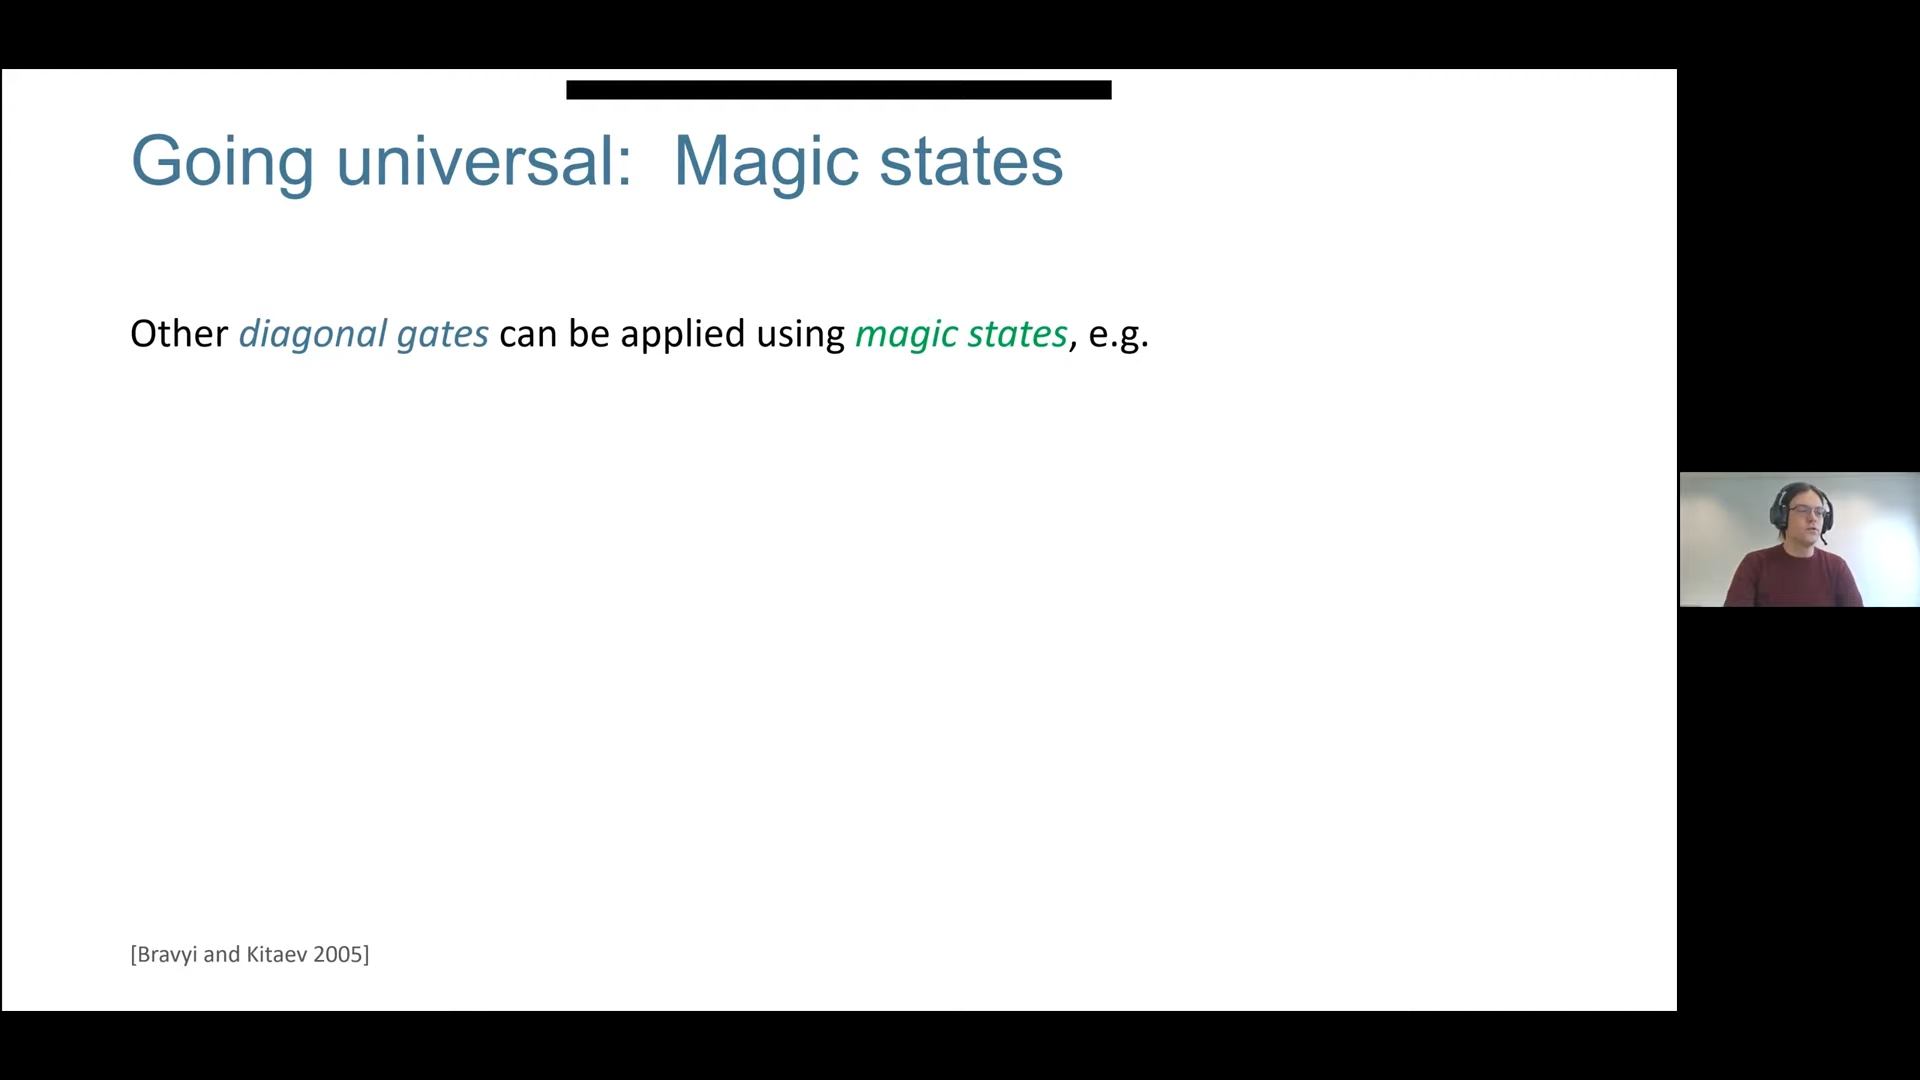 Going universal: Magic states
Other diagonal gates can be applied using magic states, e.g.
[Bravyi and Kitaev 2005]